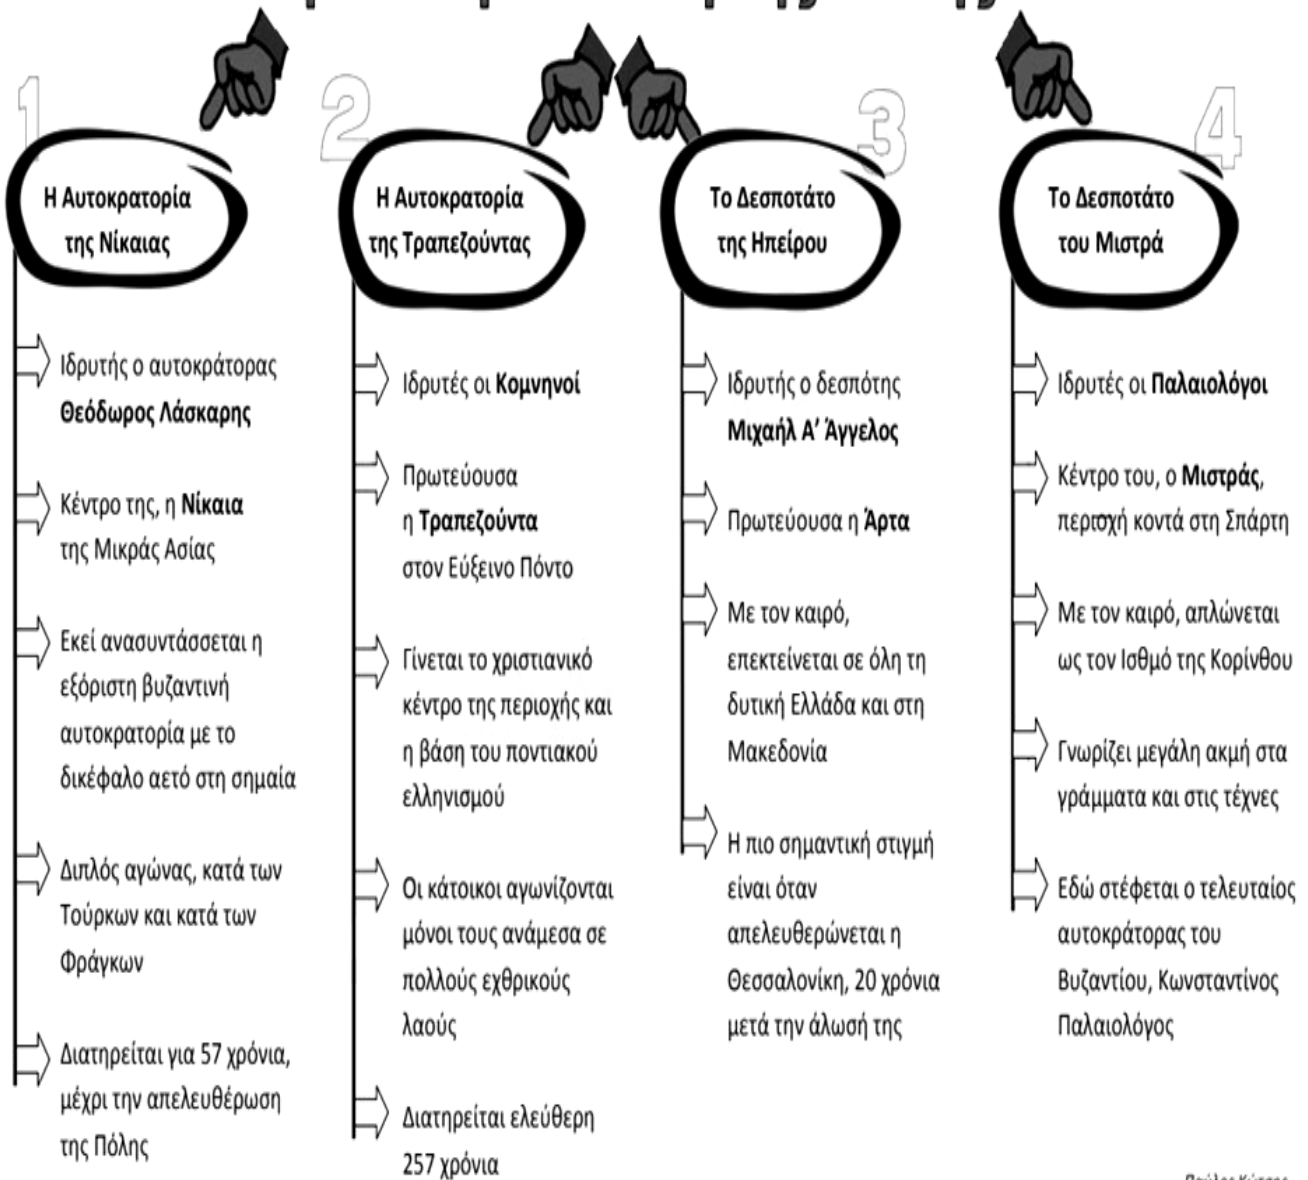 1
Η Αυτοκρατορία
της Νίκαιας
Ιδρυτής ο αυτοκράτορας
Θεόδωρος Λάσκαρης
Κέντρο της, η Νίκαια
της Μικράς Ασίας
Εκεί ανασυντάσσεται η
εξόριστη βυζαντινή
αυτοκρατορία με το
δικέφαλο αετό στη σημαία
Διπλός αγώνας, κατά των
Τούρκων και κατά των
Φράγκων
Διατηρείται για 57 χρόνια,
μέχρι την απελευθέρωση
της Πόλης
2
Η Αυτοκρατορία
της Τραπεζούντας
Ιδρυτές οι Κομνηνοί
Πρωτεύουσα
η Τραπεζούντα
στον Εύξεινο Πόντο
Γίνεται το χριστιανικό
κέντρο της περιοχής και
η βάση του ποντιακού
ελληνισμού
Οι κάτοικοι αγωνίζονται
μόνοι τους ανάμεσα σε
πολλούς εχθρικούς
λαούς
Διατηρείται ελεύθερη
257 χρόνια
3
Το Δεσποτάτο
της Ηπείρου
Ιδρυτής ο δεσπότης
Μιχαήλ Α’ Άγγελος
Πρωτεύουσα η Άρτα
Με τον καιρό,
επεκτείνεται σε όλη τη
δυτική Ελλάδα και στη
Μακεδονία
Η πιο σημαντική στιγμή
είναι όταν
απελευθερώνεται η
Θεσσαλονίκη, 20 χρόνια
μετά την άλωσή της
4
Το Δεσποτάτο
του Μιστρά
Ιδρυτές οι Παλαιολόγοι
Κέντρο του, ο Μιστράς,
περιοχή κοντά στη Σπάρτη
Με τον καιρό, απλώνεται
ως τον Ισθμό της Κορίνθου
Γνωρίζει μεγάλη ακμή στα
γράμματα και στις τέχνες
Εδώ στέφεται ο τελευταίος
αυτοκράτορας του
Βυζαντίου, Κωνσταντίνος
Παλαιολόγος